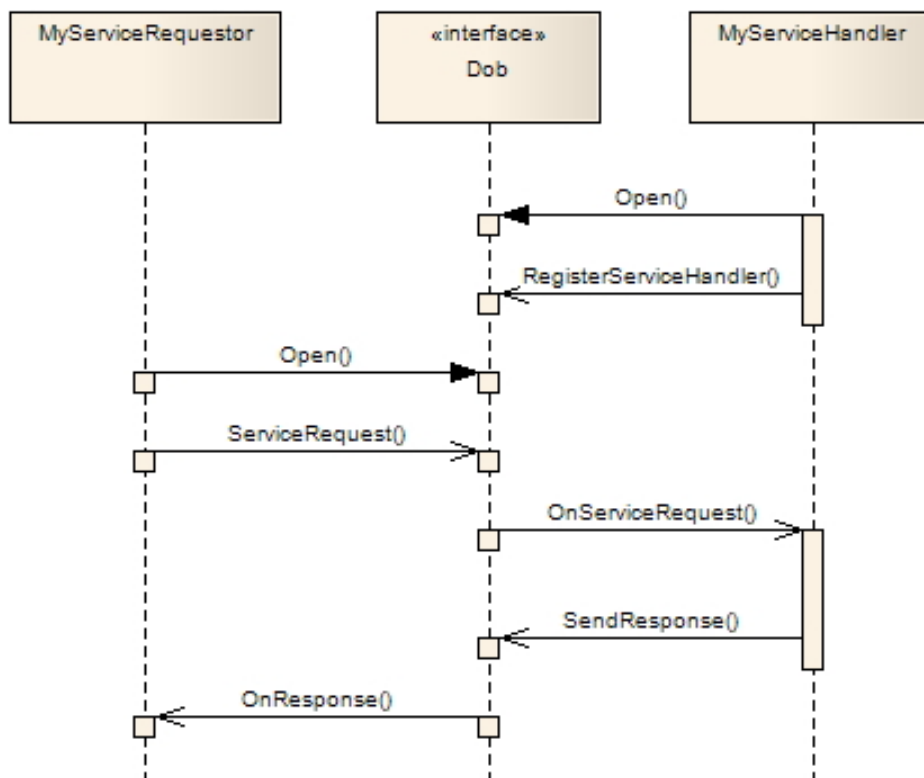 MyServiceRequestor
«interface»
Dob
MyServiceHandler
Open()
RegisterServiceHandler()
Open()
ServiceRequest()
OnServiceRequest()
SendResponse()
OnResponse()